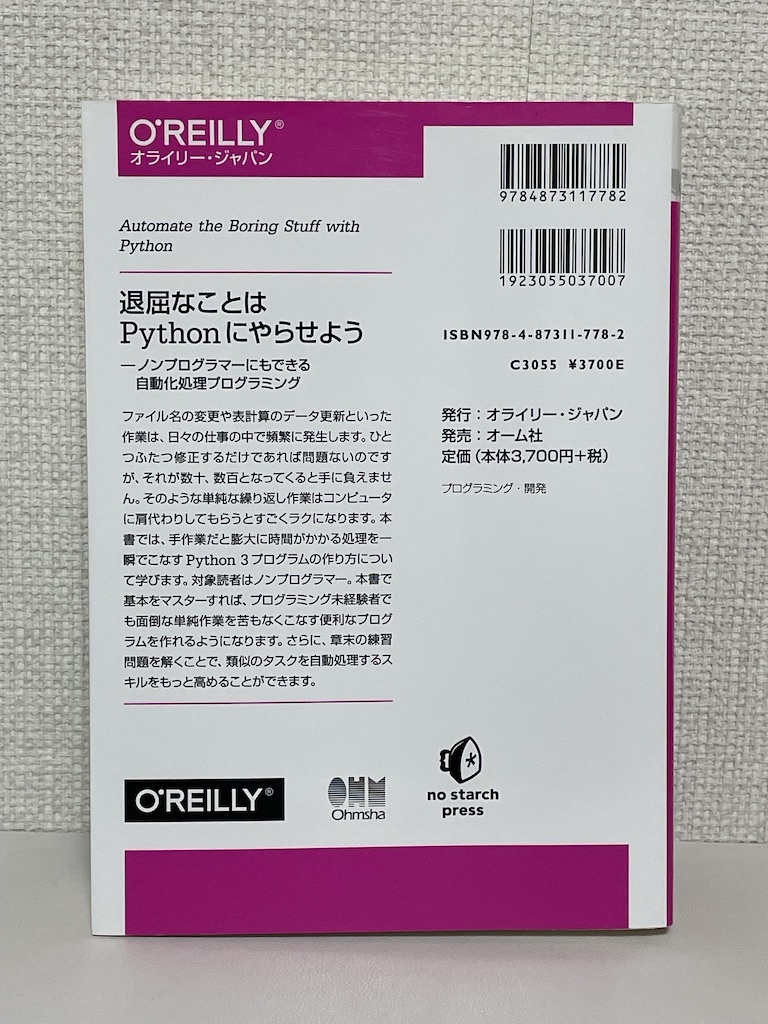 O'REILLY®
オライリー・ジャパン
Automate the Boring Stuff with
Python
退屈なことは
Pythonにやらせよう
―ノンプログラマーにもできる
自動化処理プログラミング
ファイル名の変更や表計算のデータ更新といった
作業は、日々の仕事の中で頻繁に発生します。ひと
つふたつ修正するだけであれば問題ないのです
が、それが数十、数百となってくると手に負えませ
ん。そのような単純な繰り返し作業はコンピュータ
に肩代わりしてもらうとすごくラクになります。本
書では、手作業だと膨大に時間がかかる処理を一
瞬でこなすPython 3プログラムの作り方につい
て学びます。対象読者はノンプログラマー。本書で
基本をマスターすれば、プログラミング未経験者で
も面倒な単純作業を苦もなくこなす便利なプログ
ラムを作れるようになります。さらに、章末の練習
問題を解くことで、類似のタスクを自動処理するス
キルをもっと高めることができます。
9784873117782
1923055037007
ISBN978-4-87311-778-2
C3055 ¥3700E
発行：オライリー・ジャパン
発売：オーム社
定価（本体3,700円＋税）
プログラミング・開発
O'REILLY®
OHM
Ohmsha
no starch
press